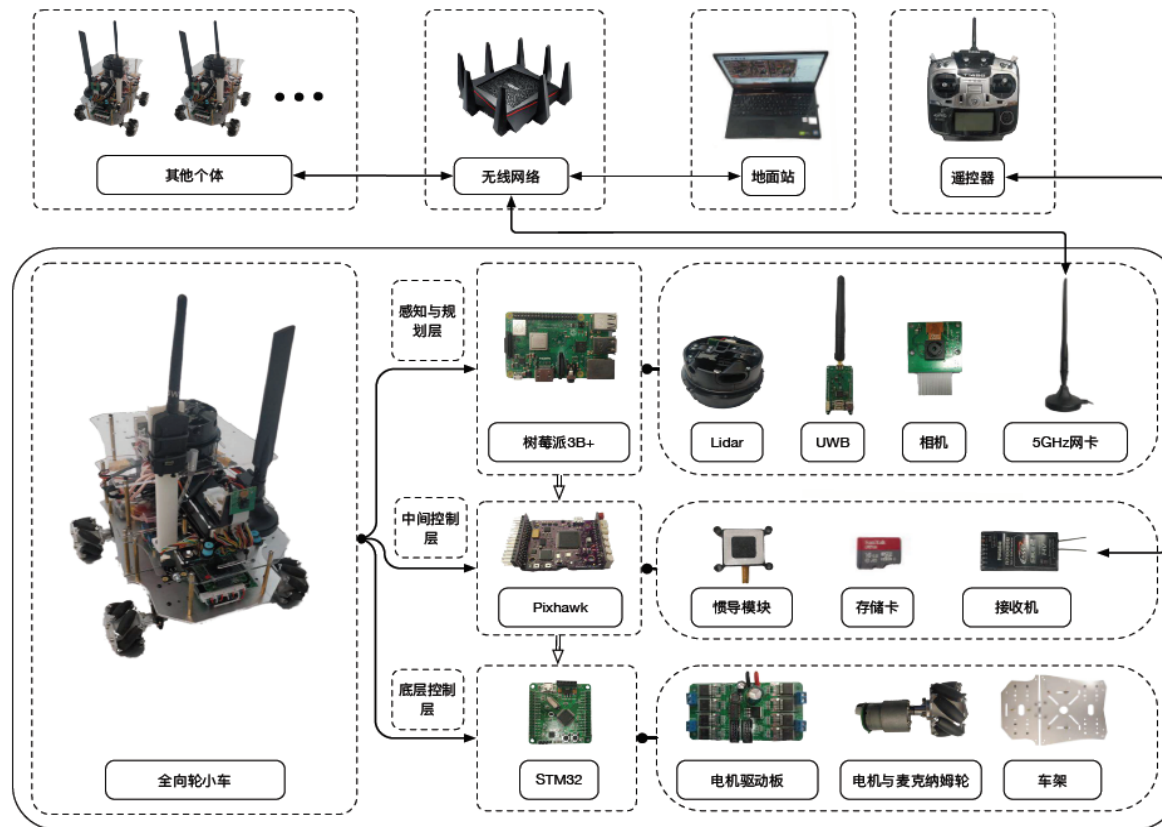 其他个体
无线网络
地面站
遥控器
感知与规
划层
树莓派3B+
Lidar
UWB
相机
5GHz网卡
中间控制
层
Pixhawk
惯导模块
存储卡
接收机
底层控制
层
全向轮小车
STM32
电机驱动板
电机与麦克纳姆轮
车架